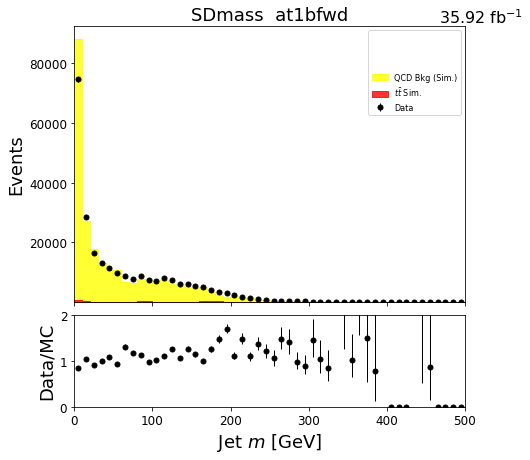 SDmass at1bfwd
35.92 fb⁻¹
QCD Bkg (Sim.)
tt̄ Sim.
Data
Events
80000
60000
40000
20000
Data/MC
2
1
0
0 100 200 300 400 500
Jet m [GeV]